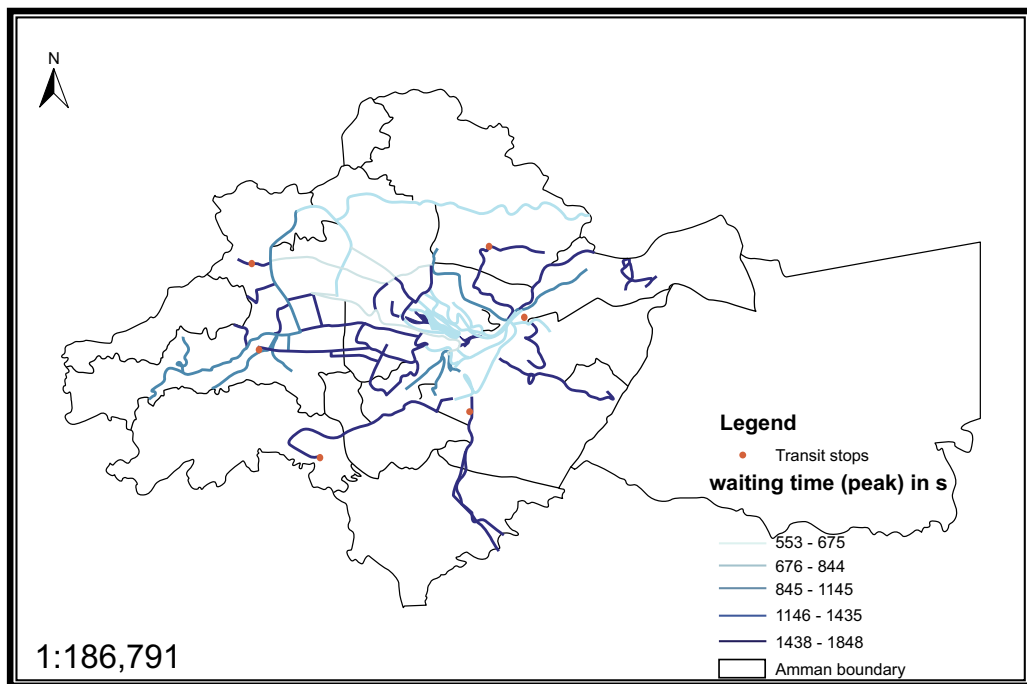 N
Legend
Transit stops
waiting time (peak) in s
553 - 675
676 - 844
845 - 1145
1146 - 1435
1438 - 1848
Amman boundary
1:186,791